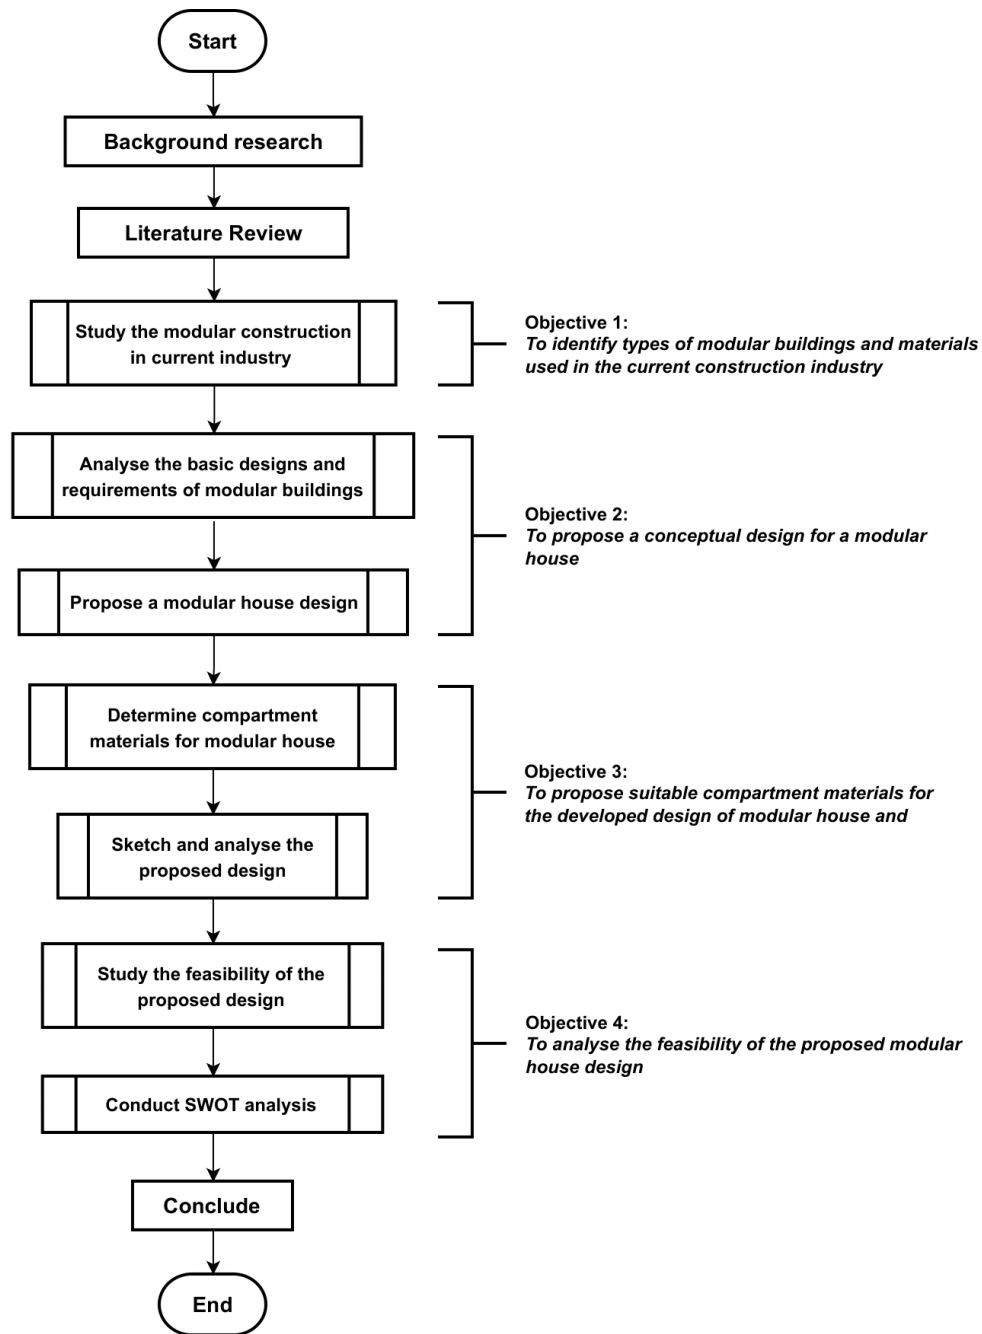 Start
Background research
Literature Review
Study the modular construction
in current industry
Objective 1:
To identify types of modular buildings and materials
used in the current construction industry
Analyse the basic designs and
requirements of modular buildings
Propose a modular house design
Objective 2:
To propose a conceptual design for a modular
house
Determine compartment
materials for modular house
Sketch and analyse the
proposed design
Objective 3:
To propose suitable compartment materials for
the developed design of modular house and
Study the feasibility of the
proposed design
Conduct SWOT analysis
Objective 4:
To analyse the feasibility of the proposed modular
house design
Conclude
End